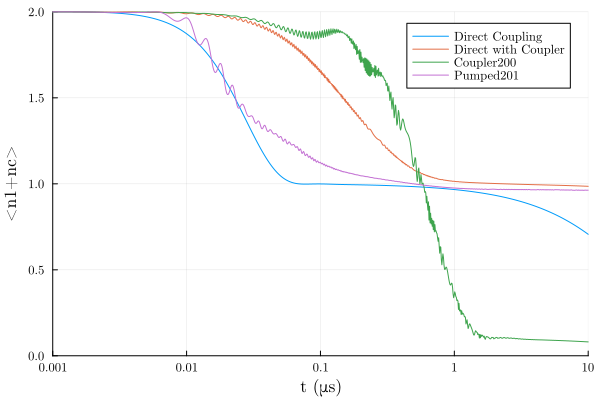 2.0
1.5
1.0
0.5
0.0
<n1+nc>
Direct Coupling
Direct with Coupler
Coupler200
Pumped201
0.001 0.01 0.1 1 10
t (μs)